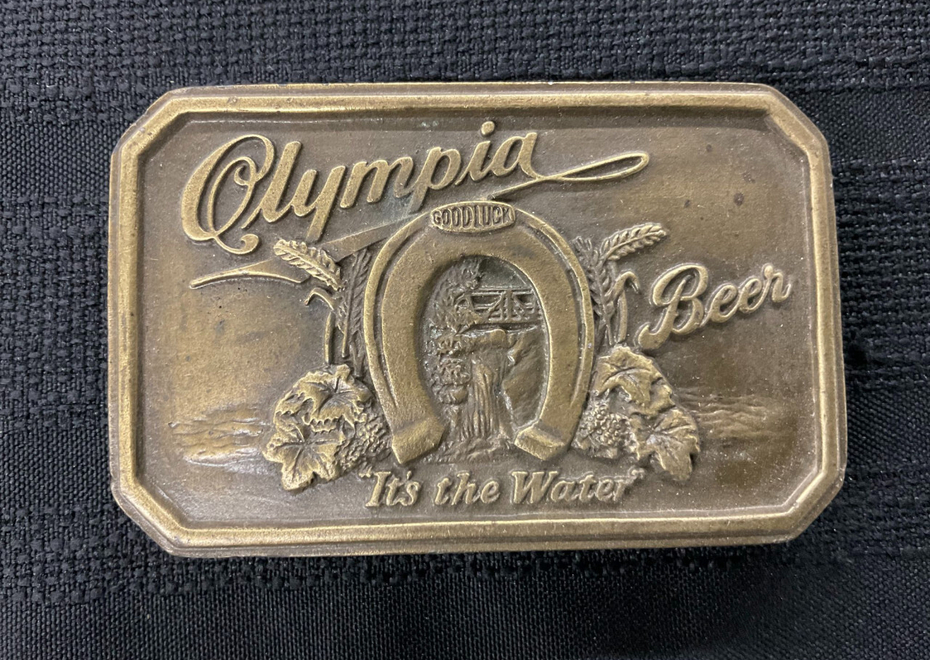 Olympia
GOOD LUCK
Beer
"It's the Water"